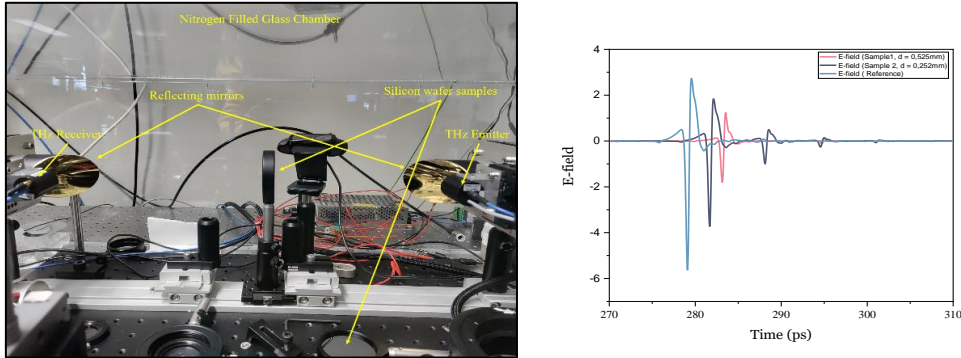 Nitrogen Filled Glass Chamber
Reflecting mirrors
Silicon wafer samples
THz Receiver
THz Emitter
E-field (Sample1, d = 0,525mm)
E-field (Sample 2, d = 0,252mm)
E-field ( Reference)
4
2
0
-2
-4
-6
E-field
270
280
290
300
310
Time (ps)